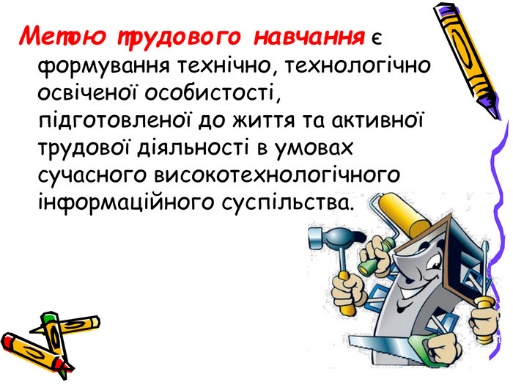 Метою трудового навчання є
формування технічно, технологічно
освіченої особистості,
підготовленої до життя та активної
трудової діяльності в умовах
сучасного високотехнологічного
інформаційного суспільства.